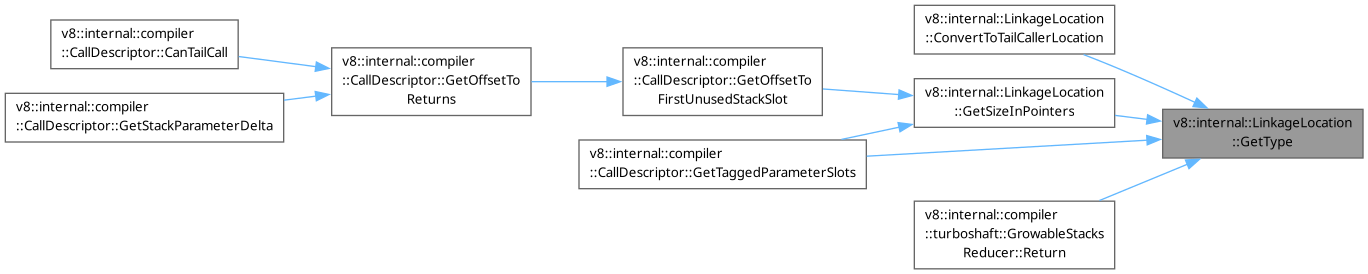 v8::internal::compiler
::CallDescriptor::CanTailCall
v8::internal::compiler
::CallDescriptor::GetStackParameterDelta
v8::internal::compiler
::CallDescriptor::GetOffsetTo
Returns
v8::internal::compiler
::CallDescriptor::GetOffsetTo
FirstUnusedStackSlot
v8::internal::compiler
::CallDescriptor::GetTaggedParameterSlots
v8::internal::LinkageLocation
::ConvertToTailCallerLocation
v8::internal::LinkageLocation
::GetSizeInPointers
v8::internal::compiler
::turboshaft::GrowableStacks
Reducer::Return
v8::internal::LinkageLocation
::GetType